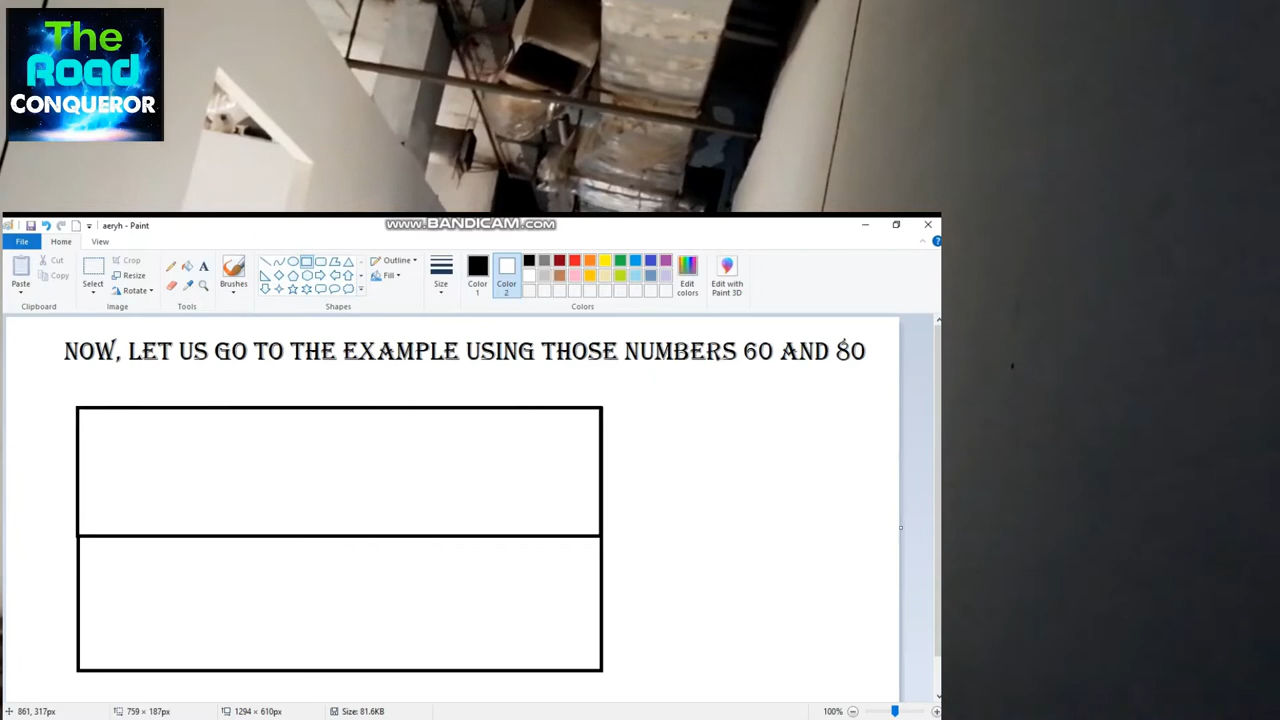 The
Road
CONQUEROR
aeryh - Paint
WWW.BANDICAM.COM
File
Home
View
Paste
Cut
Copy
Clipboard
Select
Crop
Resize
Rotate
Image
Tools
Brushes
Outline
Fill
Shapes
Size
Color 1
Color 2
Edit colors
Edit with Paint 3D
Colors
NOW, LET US GO TO THE EXAMPLE USING THOSE NUMBERS 60 AND 80
861, 317px
759 × 187px
1294 × 610px
Size: 81.6KB
100%